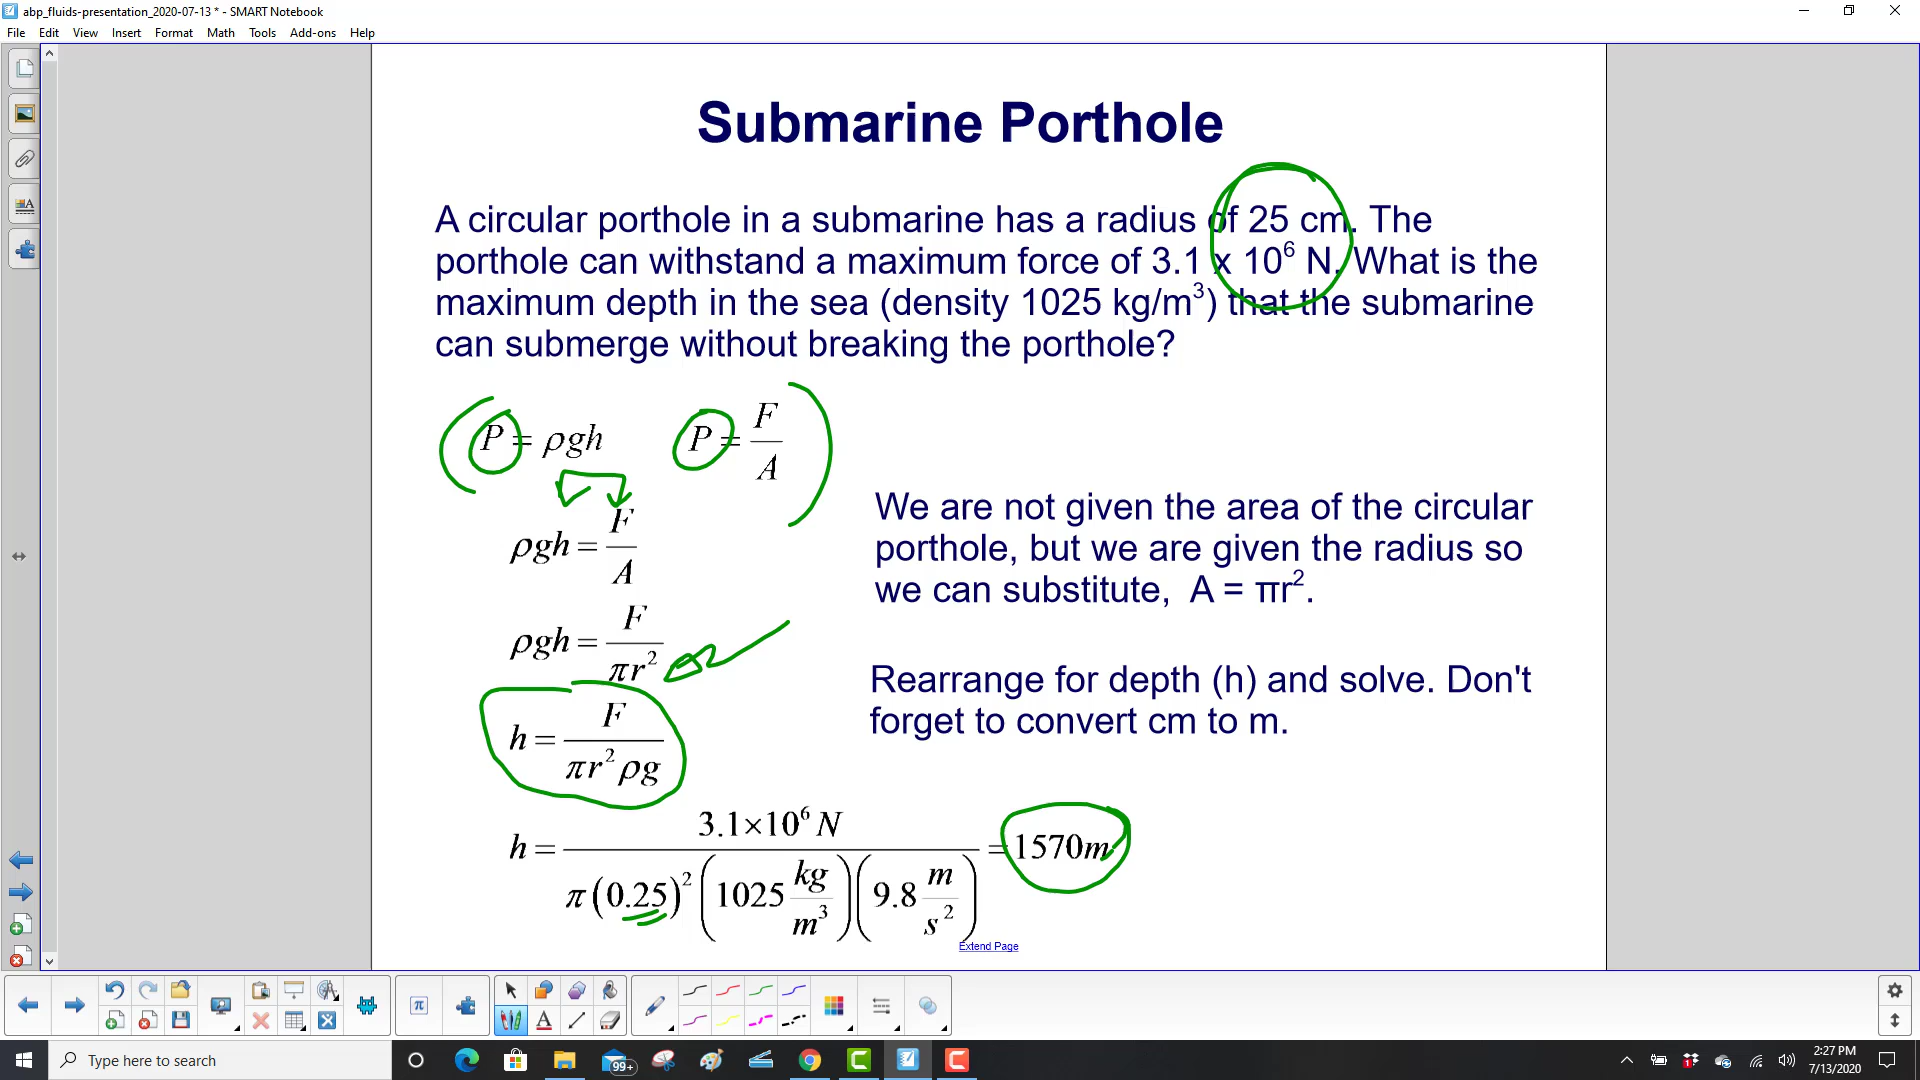 abp_fluids-presentation_2020-07-13 * - SMART Notebook
File Edit View Insert Format Math Tools Add-ons Help
Submarine Porthole
A circular porthole in a submarine has a radius of 25 cm. The
porthole can withstand a maximum force of 3.1 x 10⁶ N. What is the
maximum depth in the sea (density 1025 kg/m³) that the submarine
can submerge without breaking the porthole?
P = ρgh P = F/A
ρgh = F/A
We are not given the area of the circular
porthole, but we are given the radius so
we can substitute, A = πr².
ρgh = F/πr²
Rearrange for depth (h) and solve. Don't
forget to convert cm to m.
h = F/πr²ρg
h = 3.1×10⁶ N/π(0.25)²(1025 kg/m³)(9.8 m/s²) = 1570m
Extend Page
π
A
Type here to search
99+
1
2:27 PM
7/13/2020